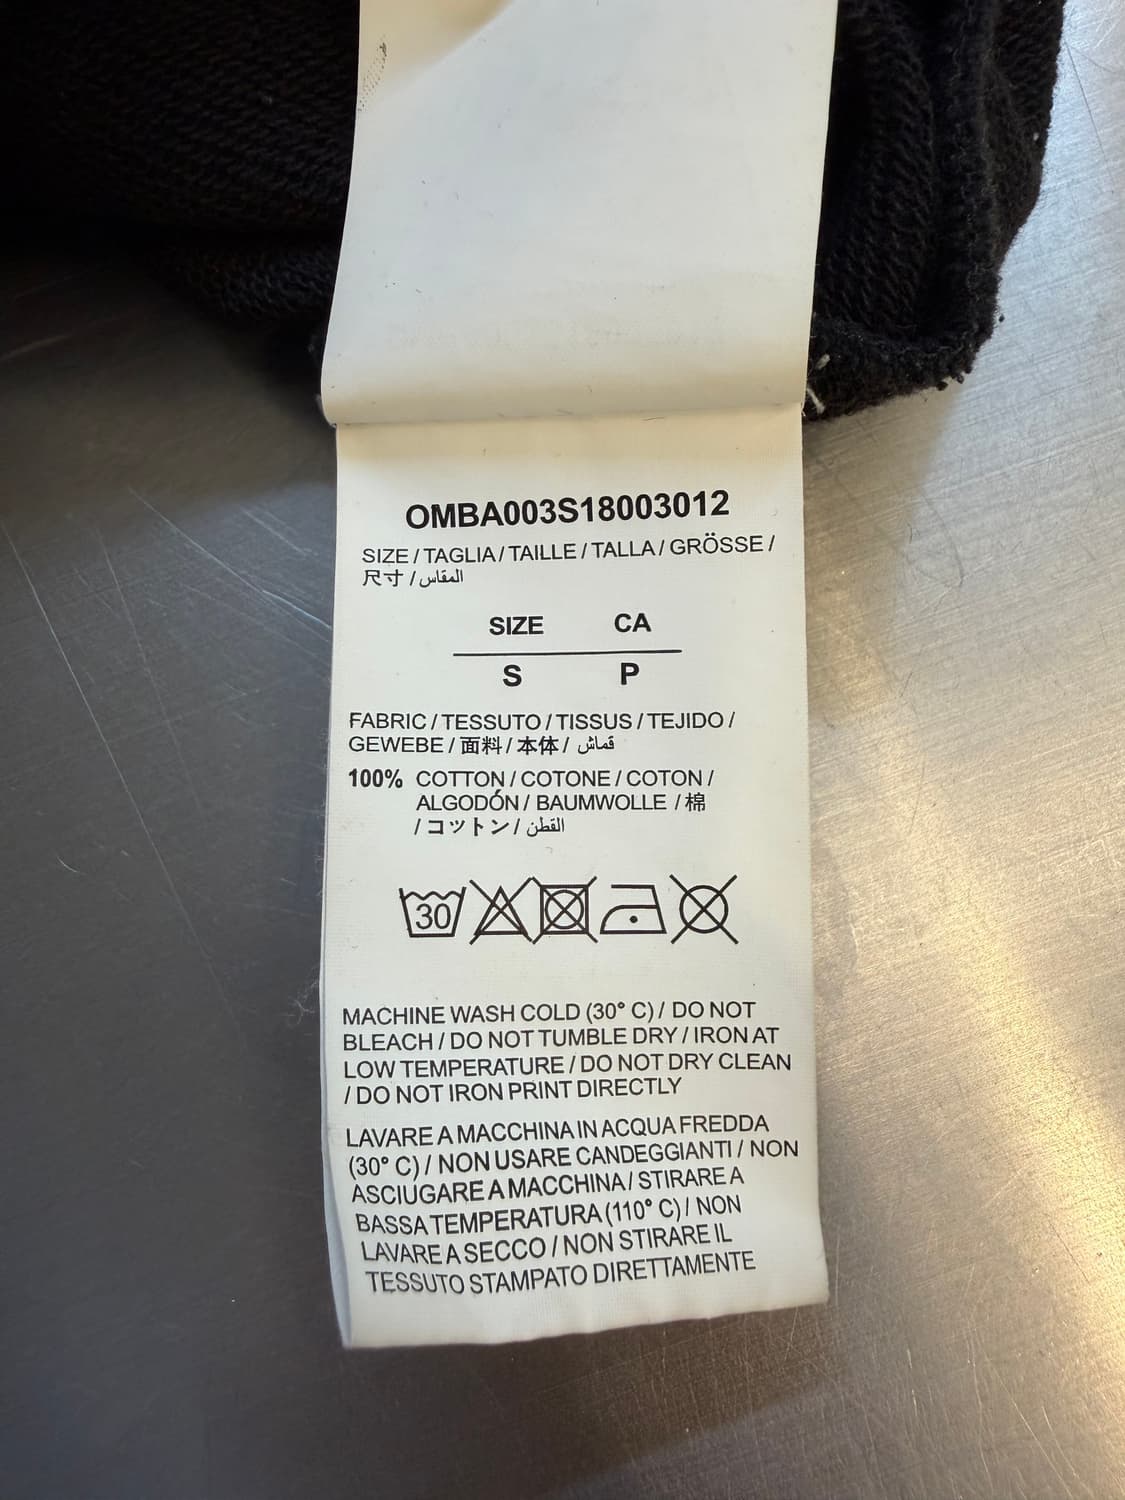 OMBA003S18003012
SIZE / TAGLIA / TAILLE / TALLA / GRÖSSE /
尺寸 / المقاس
SIZE CA
S P
FABRIC / TESSUTO / TISSUS / TEJIDO /
GEWEBE / 面料 / 本体 / قماش
100% COTTON / COTONE / COTON /
ALGODÓN / BAUMWOLLE / 棉
/ コットン / القطن
30
MACHINE WASH COLD (30° C) / DO NOT
BLEACH / DO NOT TUMBLE DRY / IRON AT
LOW TEMPERATURE / DO NOT DRY CLEAN
/ DO NOT IRON PRINT DIRECTLY
LAVARE A MACCHINA IN ACQUA FREDDA
(30° C) / NON USARE CANDEGGIANTI / NON
ASCIUGARE A MACCHINA / STIRARE A
BASSA TEMPERATURA (110° C) / NON
LAVARE A SECCO / NON STIRARE IL
TESSUTO STAMPATO DIRETTAMENTE